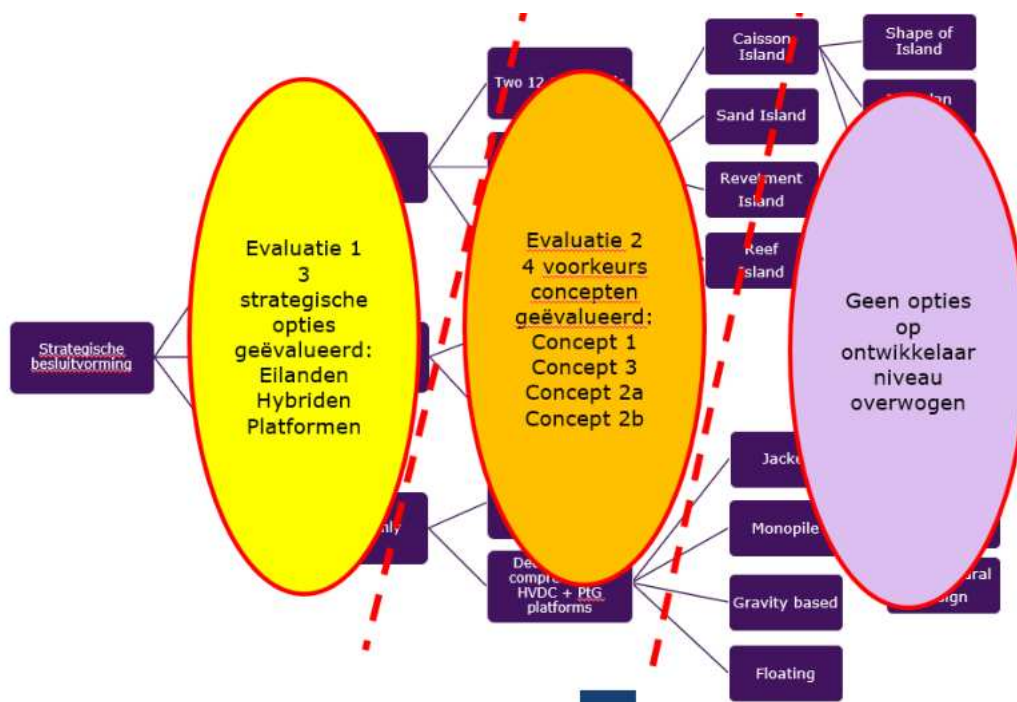 Strategische
besluitvorming
Evaluatie 1
3
strategische
opties
geëvalueerd:
Eilanden
Hybriden
Platformen
Two 12
Evaluatie 2
4 voorkeurs
concepten
geëvalueerd:
Concept 1
Concept 3
Concept 2a
Concept 2b
HVDC + PtG
platforms
Caisson
Island
Sand Island
Revetment
Island
Reef
Island
Monopile
Gravity based
Floating
Shape of
Island
Geen opties
op
ontwikkelaar
niveau
overwogen